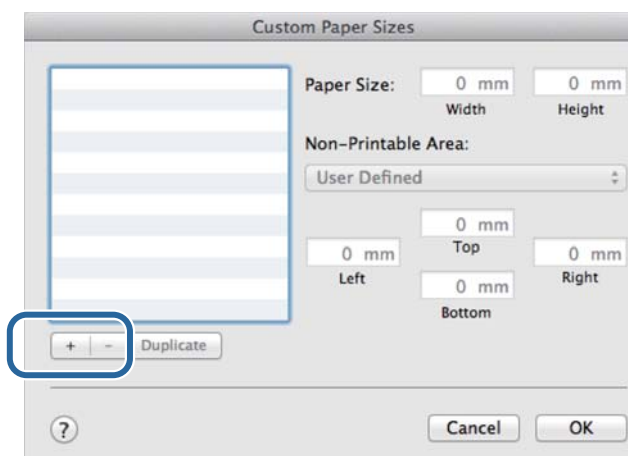 Custom Paper Sizes
Paper Size:
0 mm
0 mm
Width
Height
Non-Printable Area:
User Defined
0 mm
Top
0 mm
Left
0 mm
Right
0 mm
Bottom
+ - Duplicate
? Cancel OK